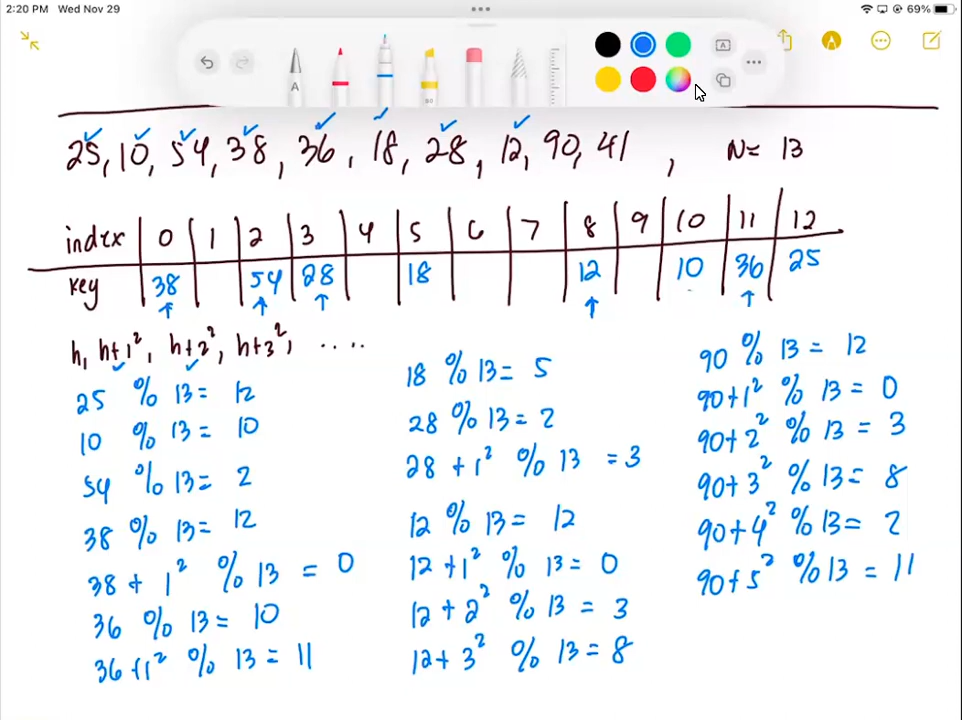 2:20 PM Wed Nov 29 69%
A 80 A
25, 10, 54, 38, 36, 18, 28, 12, 90, 41, N = 13
index 0 1 2 3 4 5 6 7 8 9 10 11 12
key 38 54 28 18 12 10 36 25
h, h+1², h+2², h+3², ....
25 % 13 = 12
10 % 13 = 10
54 % 13 = 2
38 % 13 = 12
38 + 1² % 13 = 0
36 % 13 = 10
36 + 1² % 13 = 11
18 % 13 = 5
28 % 13 = 2
28 + 1² % 13 = 3
12 % 13 = 12
12 + 1² % 13 = 0
12 + 2² % 13 = 3
12 + 3² % 13 = 8
90 % 13 = 12
90 + 1² % 13 = 0
90 + 2² % 13 = 3
90 + 3² % 13 = 8
90 + 4² % 13 = 2
90 + 5² % 13 = 11